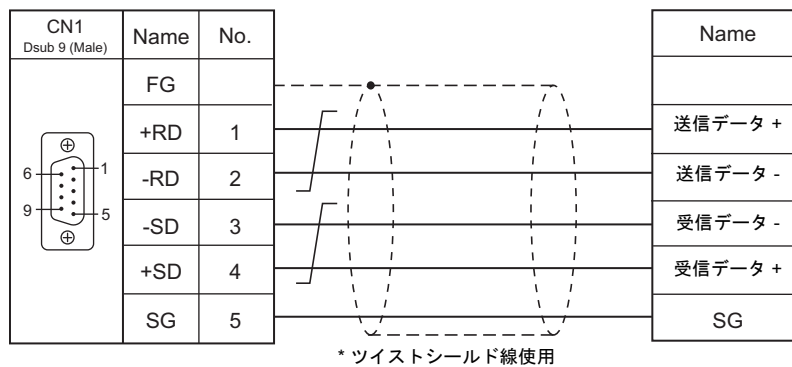 CN1
Dsub 9 (Male)
Name
No.
Name
FG
+RD
1
送信データ +
-RD
2
送信データ -
-SD
3
受信データ -
+SD
4
受信データ +
SG
5
SG
6
1
9
5
* ツイストシールド線使用